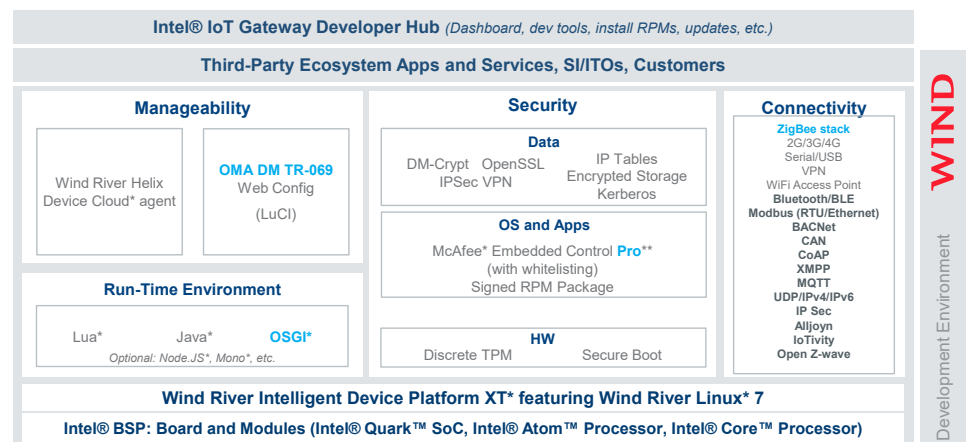 Intel® IoT Gateway Developer Hub (Dashboard, dev tools, install RPMs, updates, etc.)
Third-Party Ecosystem Apps and Services, SI/ITOs, Customers
Manageability
Wind River Helix
Device Cloud* agent
OMA DM TR-069
Web Config
(LuCI)
Run-Time Environment
Lua* Java* OSGI*
Optional: Node.JS*, Mono*, etc.
Security
Data
DM-Crypt OpenSSL
IPSec VPN
IP Tables
Encrypted Storage
Kerberos
OS and Apps
McAfee* Embedded Control Pro**
(with whitelisting)
Signed RPM Package
HW
Discrete TPM Secure Boot
Connectivity
ZigBee stack
2G/3G/4G
Serial/USB
VPN
WiFi Access Point
Bluetooth/BLE
Modbus (RTU/Ethernet)
BACNet
CAN
CoAP
XMPP
MQTT
UDP/IPv4/IPv6
IP Sec
Alljoyn
IoTivity
Open Z-wave
Wind River Intelligent Device Platform XT* featuring Wind River Linux* 7
Intel® BSP: Board and Modules (Intel® Quark™ SoC, Intel® Atom™ Processor, Intel® Core™ Processor)
WIND
Development Environment